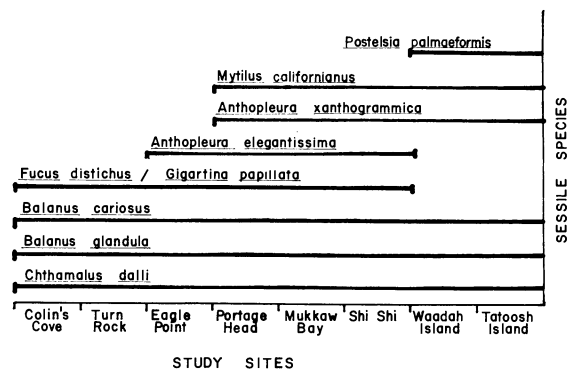 Postelsia palmaeformis
Mytilus californianus
Anthopleura xanthogrammica
Anthopleura elegantissima
Fucus distichus / Gigartina papillata
Balanus cariosus
Balanus glandula
Chthamalus dalli
SESSILE SPECIES
Colin's Cove
Turn Rock
Eagle Point
Portage Head
Mukkaw Bay
Shi Shi
Waadah Island
Tatoosh Island
STUDY SITES